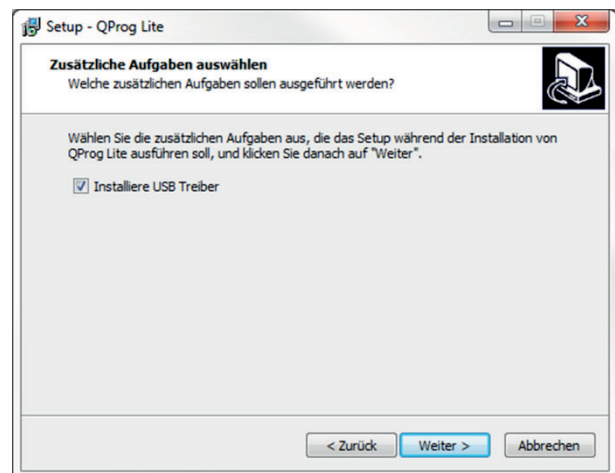 Setup - QProg Lite
Zusätzliche Aufgaben auswählen
Welche zusätzlichen Aufgaben sollen ausgeführt werden?
Wählen Sie die zusätzlichen Aufgaben aus, die das Setup während der Installation von
QProg Lite ausführen soll, und klicken Sie danach auf "Weiter".
Installiere USB Treiber
< Zurück
Weiter >
Abbrechen